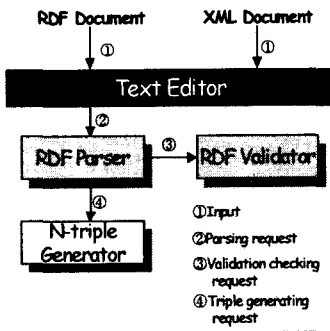 RDF Document XML Document
① ①
Text Editor
②
RDF Parser ③ RDF Validator
④
N-triple
Generator
①Input
②Parsing request
③Validation checking
request
④Triple generating
request